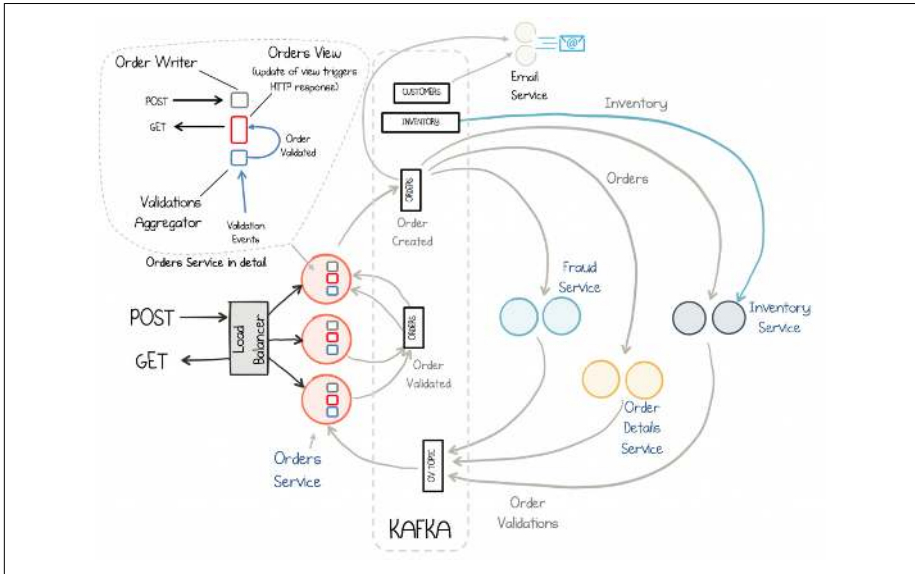 Order Writer
Orders View
(update of view triggers
HTTP response)
POST
GET
Order
Validated
Validations
Aggregator
Validation
Events
Orders Service in detail
CUSTOMERS
INVENTORY
Email
Service
Inventory
ORDERS
Order
Created
Orders
Fraud
Service
Inventory
Service
POST
GET
Load
Balancer
ORDERS
Order
Validated
Order
Details
Service
Orders
Service
OV TOPIC
Order
Validations
KAFKA
@